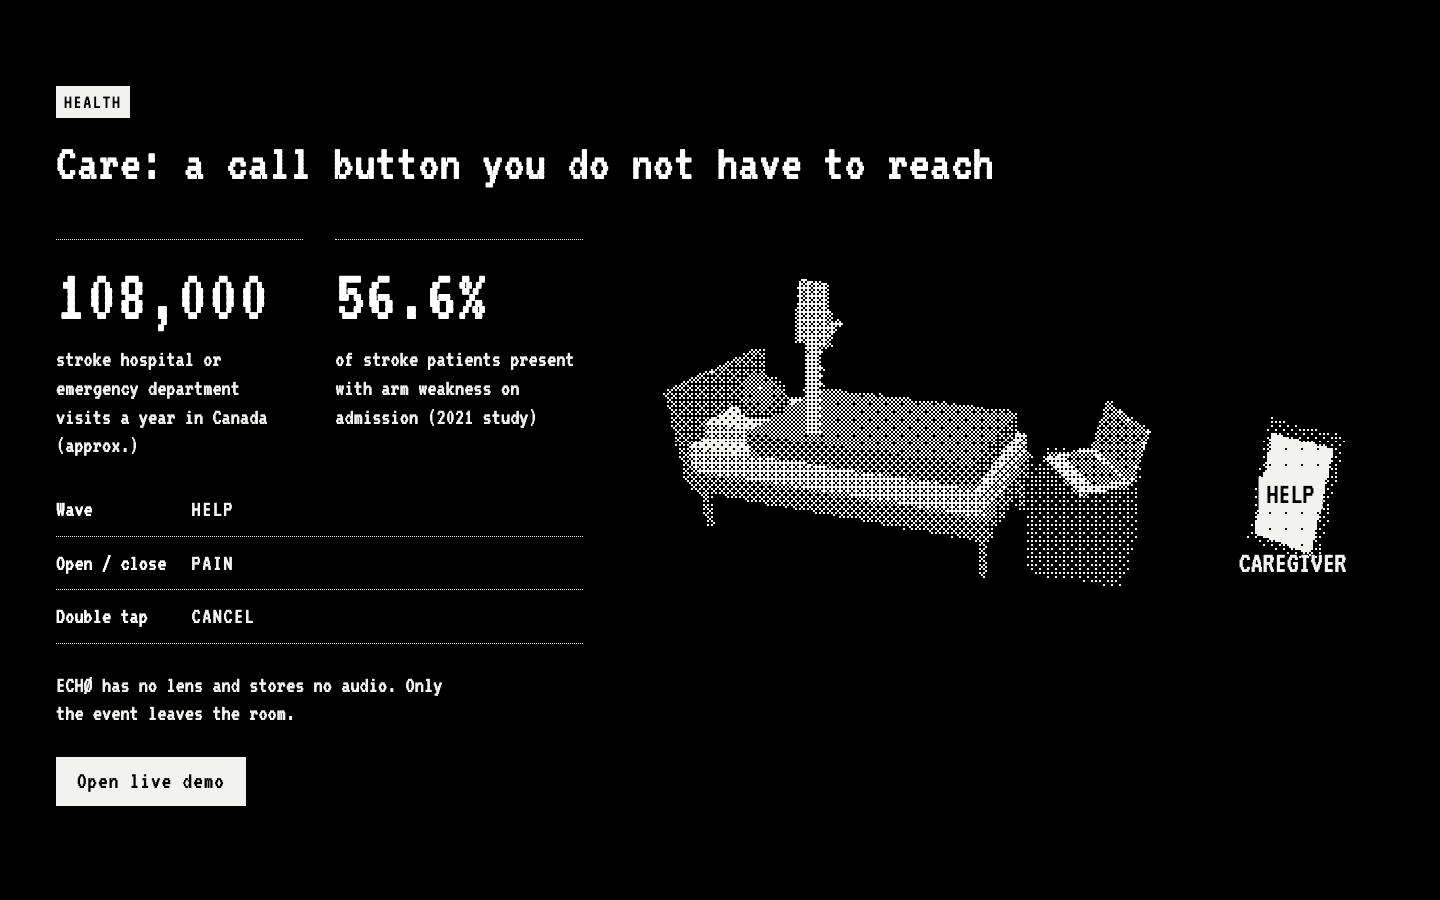 HEALTH
Care: a call button you do not have to reach
108,000
stroke hospital or
emergency department
visits a year in Canada
(approx.)
56.6%
of stroke patients present
with arm weakness on
admission (2021 study)
Wave HELP
Open / close PAIN
Double tap CANCEL
ECHØ has no lens and stores no audio. Only
the event leaves the room.
Open live demo
HELP
CAREGIVER